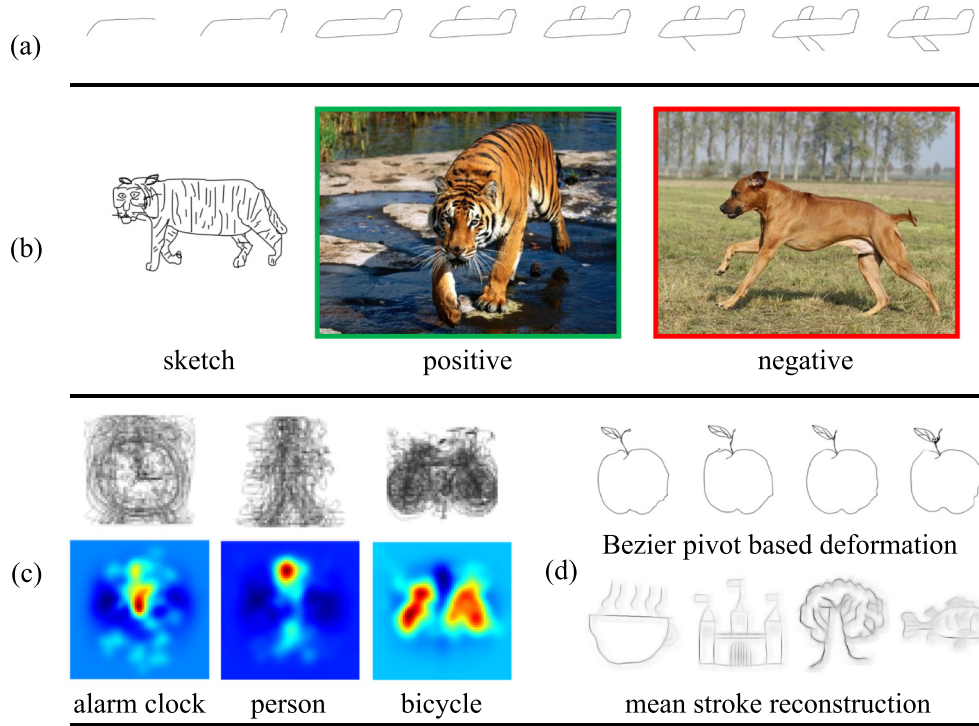 (a)
(b)
sketch
positive
negative
(c)
Bezier pivot based deformation
(d)
alarm clock
person
bicycle
mean stroke reconstruction